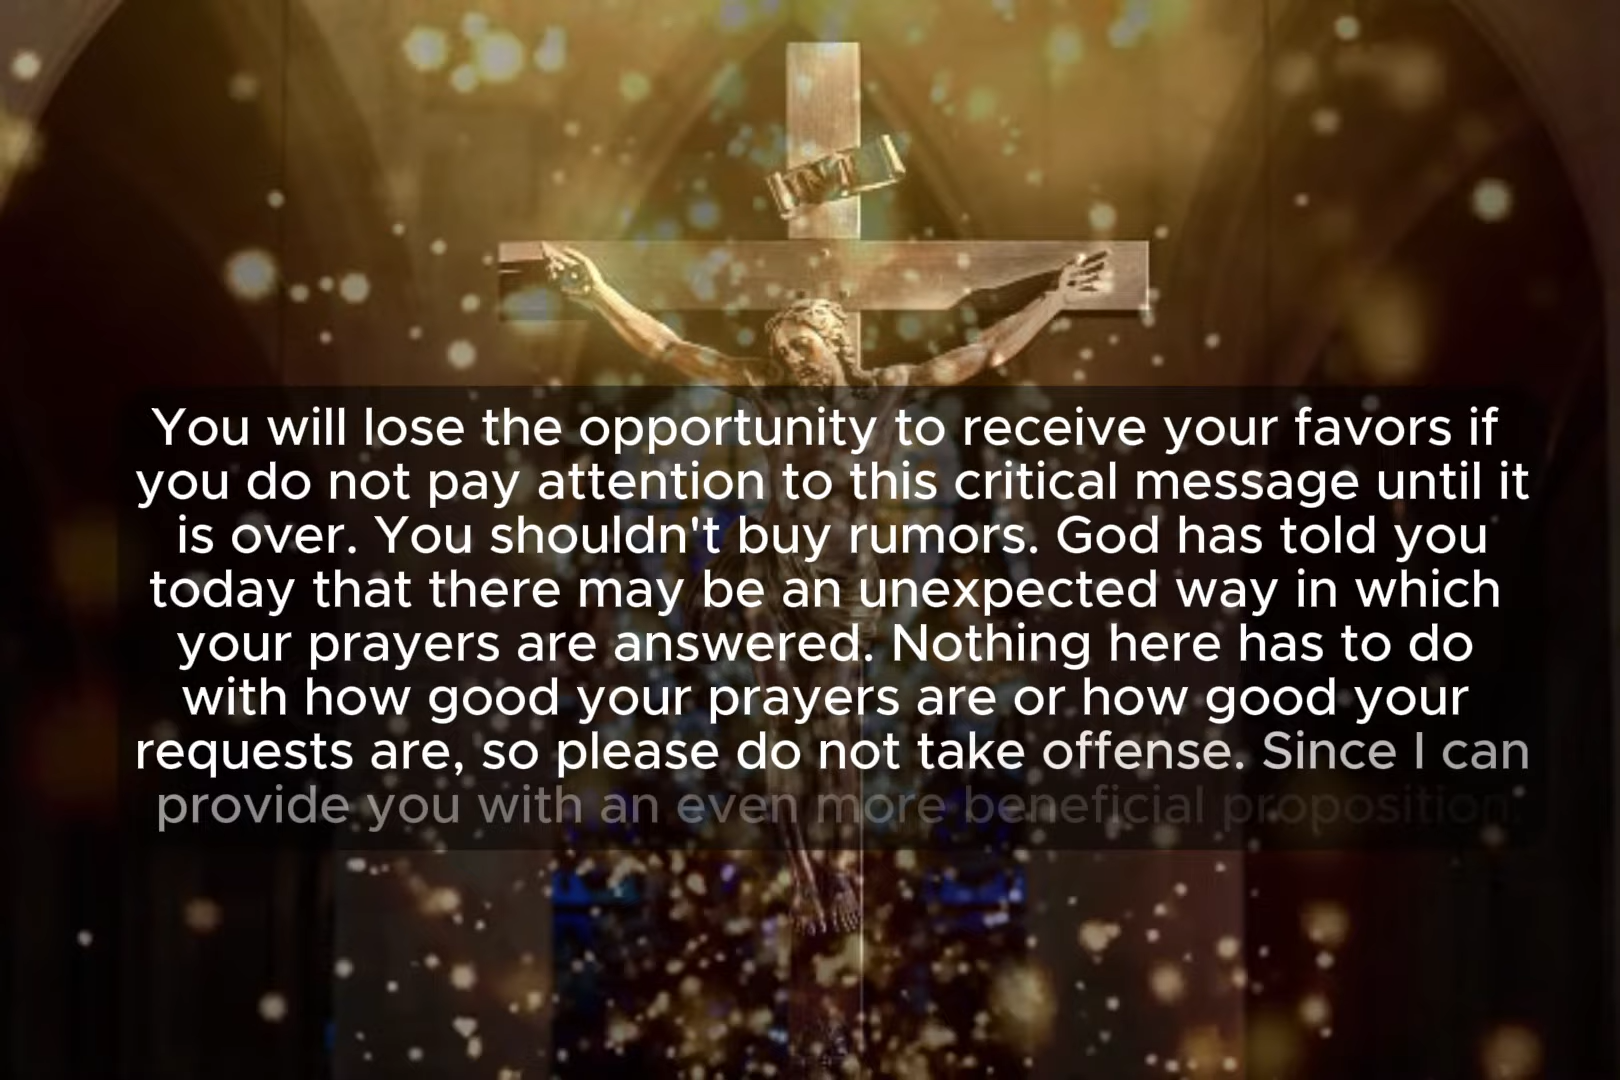 You will lose the opportunity to receive your favors if
you do not pay attention to this critical message until it
is over. You shouldn't buy rumors. God has told you
today that there may be an unexpected way in which
your prayers are answered. Nothing here has to do
with how good your prayers are or how good your
requests are, so please do not take offense. Since I can
provide you with an even more beneficial proposition.